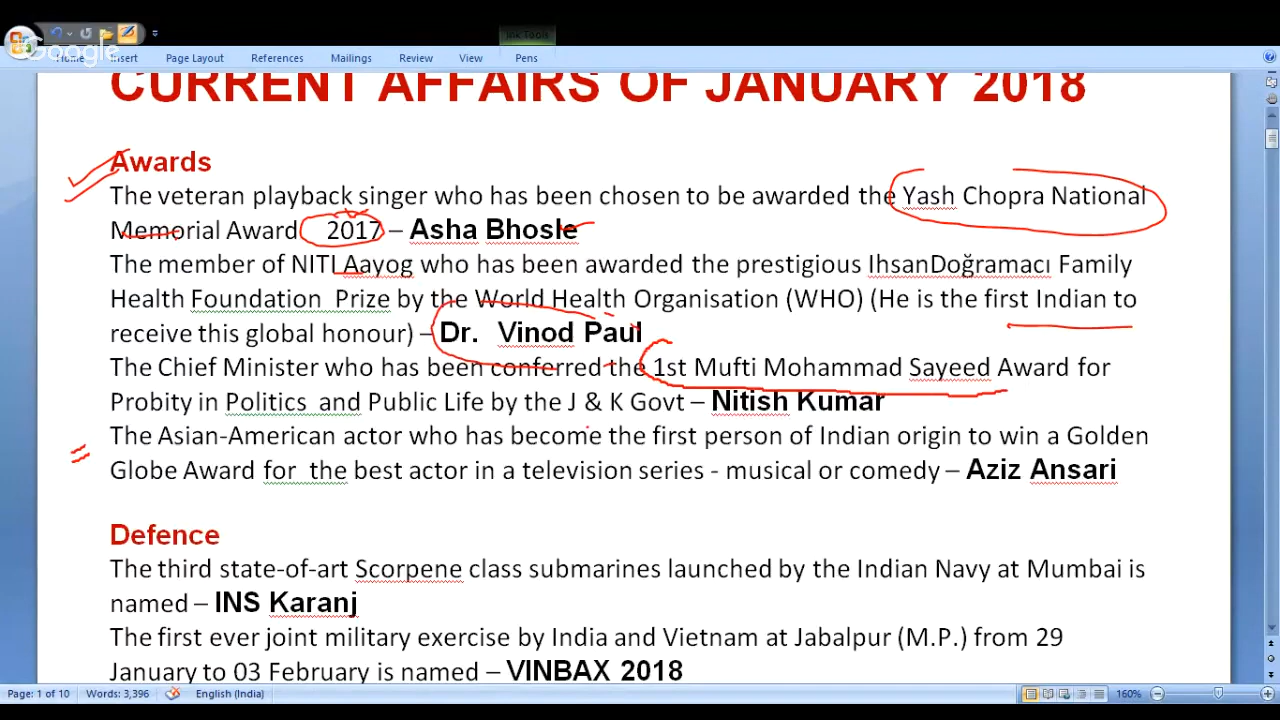 Ink Tools
Google
Home Insert Page Layout References Mailings Review View Pens
CURRENT AFFAIRS OF JANUARY 2018
Awards
The veteran playback singer who has been chosen to be awarded the Yash Chopra National
Memorial Award 2017 – Asha Bhosle
The member of NITI Aayog who has been awarded the prestigious IhsanDoğramacı Family
Health Foundation Prize by the World Health Organisation (WHO) (He is the first Indian to
receive this global honour) – Dr. Vinod Paul
The Chief Minister who has been conferred the 1st Mufti Mohammad Sayeed Award for
Probity in Politics and Public Life by the J & K Govt – Nitish Kumar
The Asian-American actor who has become the first person of Indian origin to win a Golden
Globe Award for the best actor in a television series - musical or comedy – Aziz Ansari
Defence
The third state-of-art Scorpene class submarines launched by the Indian Navy at Mumbai is
named – INS Karanj
The first ever joint military exercise by India and Vietnam at Jabalpur (M.P.) from 29
January to 03 February is named – VINBAX 2018
Page: 1 of 10 Words: 3,396 English (India) 160%